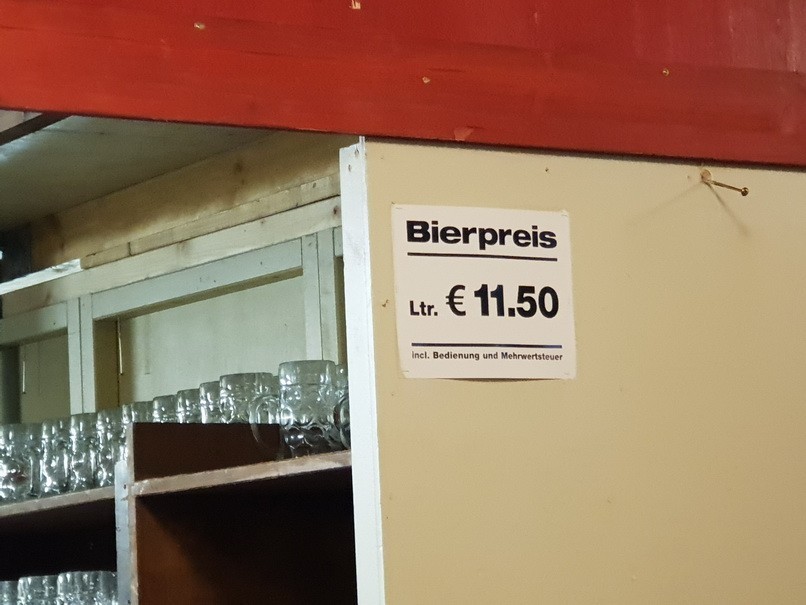 Bierpreis
Ltr. € 11.50
incl. Bedienung und Mehrwertsteuer